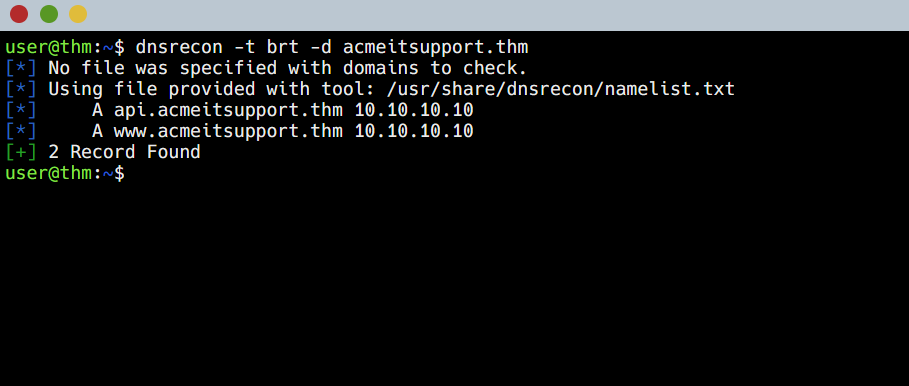 user@thm:~$ dnsrecon -t brt -d acmeitsupport.thm
[*] No file was specified with domains to check.
[*] Using file provided with tool: /usr/share/dnsrecon/namelist.txt
[*]     A api.acmeitsupport.thm 10.10.10.10
[*]     A www.acmeitsupport.thm 10.10.10.10
[+] 2 Record Found
user@thm:~$